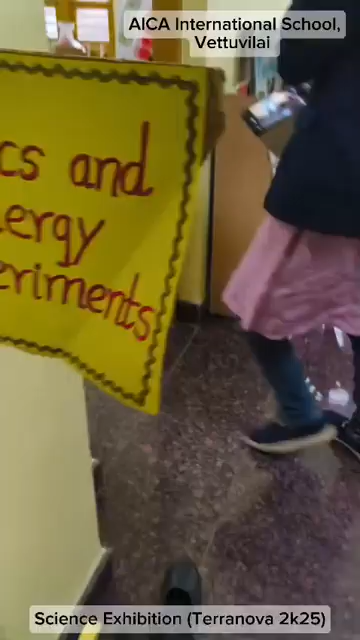 AICA International School,
Vettuvilai
cs and
ergy
eriments
Science Exhibition (Terranova 2k25)